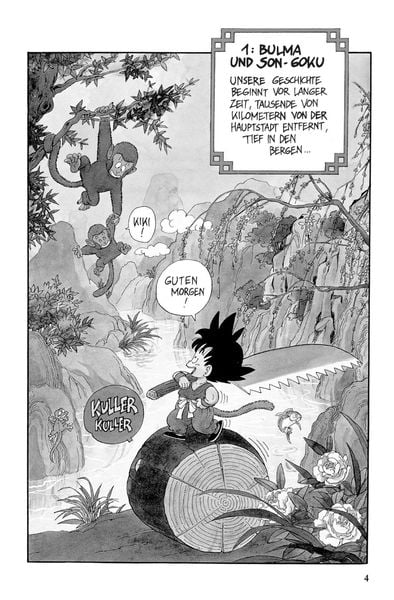 1: BULMA
UND SON-GOKU
UNSERE GESCHICHTE
BEGINNT VOR LANGER
ZEIT, TAUSENDE VON
KILOMETERN VON DER
HAUPTSTADT ENTFERNT,
TIEF IN DEN
BERGEN...
KIKI
!
GUTEN
MORGEN
!
KULLER
KULLER
4